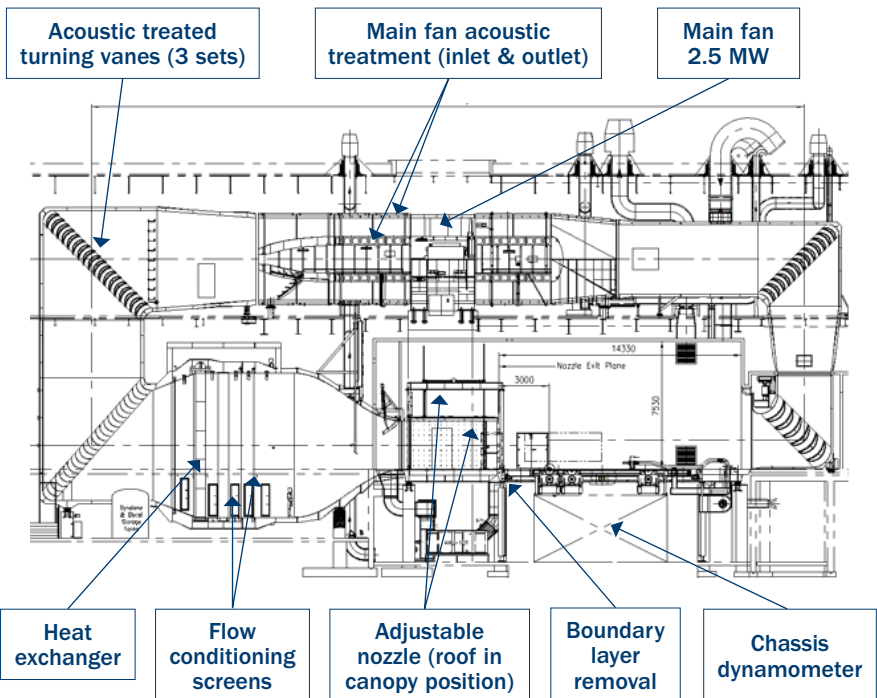 Acoustic treated
turning vanes (3 sets)
Main fan acoustic
treatment (inlet & outlet)
Main fan
2.5 MW
14330
Nozzle Exit Plane
3000
7530
Storage
Heat
exchanger
Flow
conditioning
screens
Adjustable
nozzle (roof in
canopy position)
Boundary
layer
removal
Chassis
dynamometer